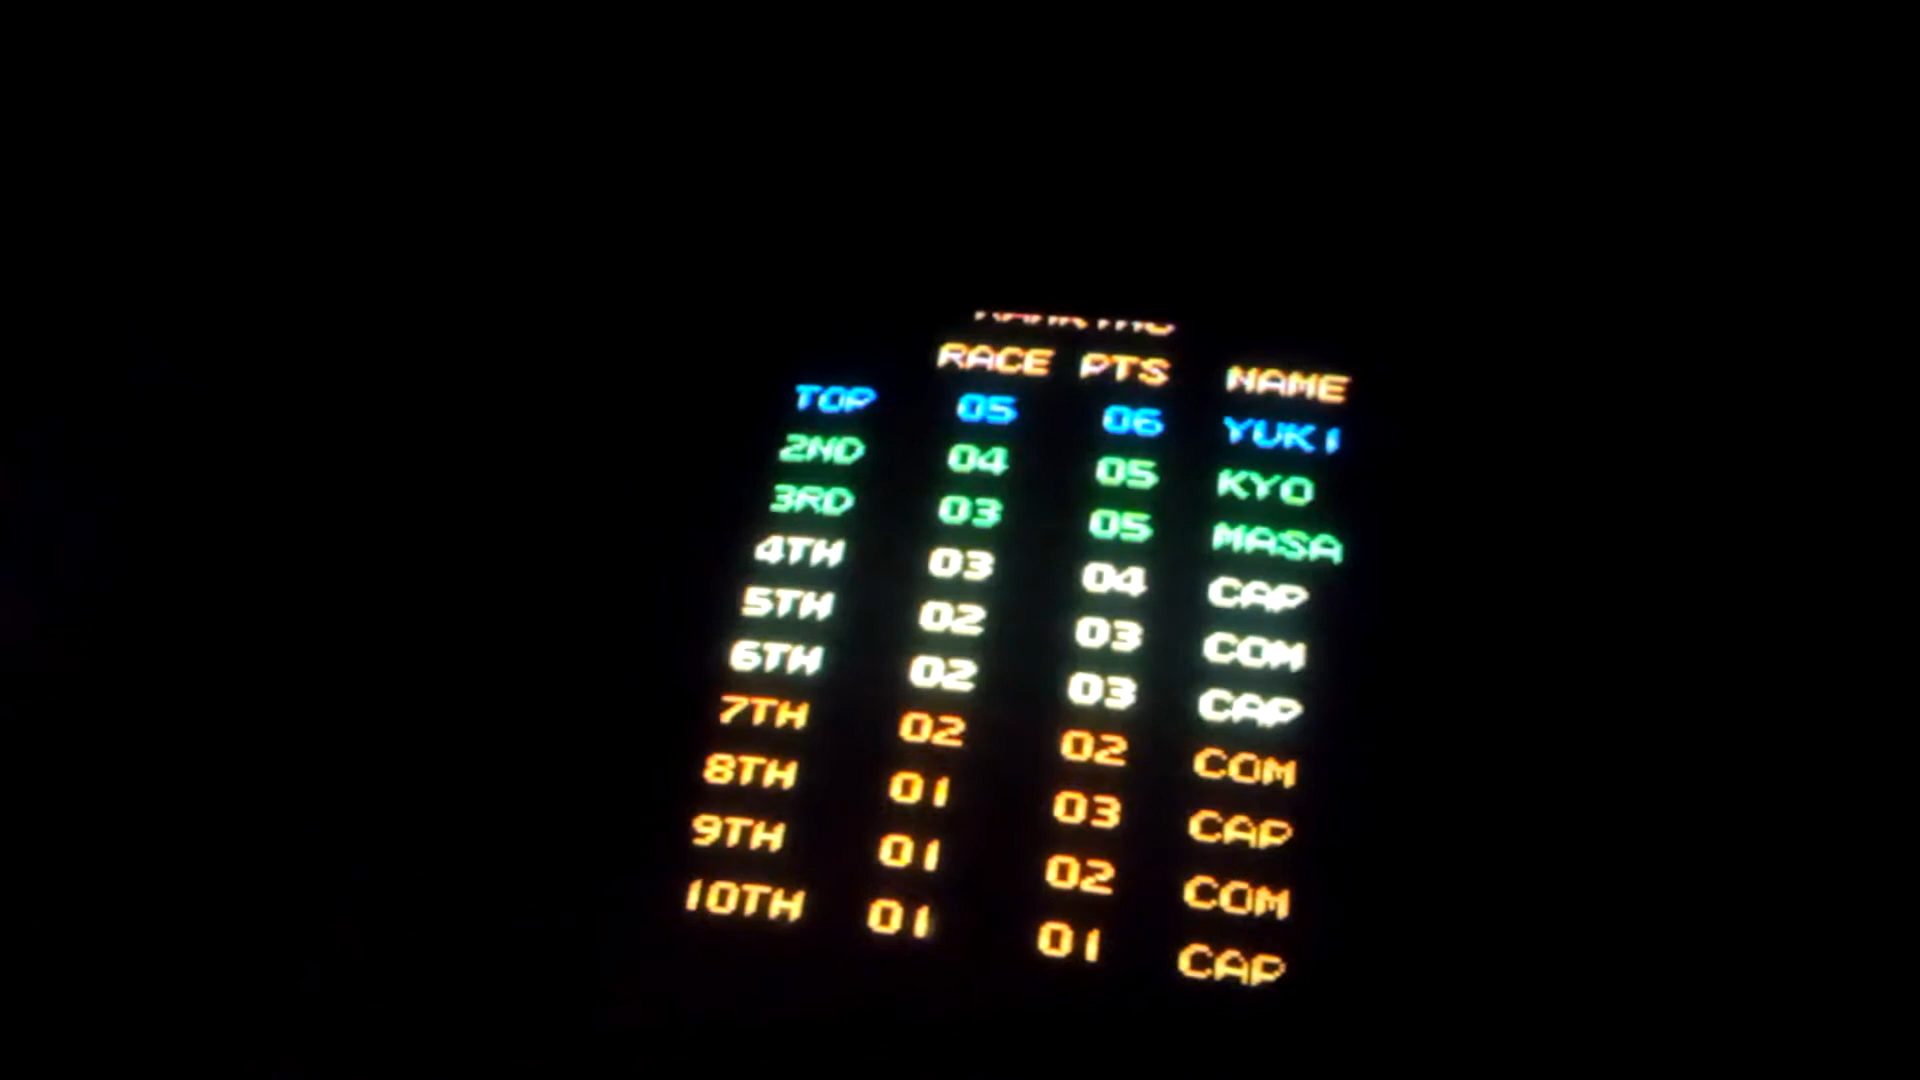 RANKING
RACE PTS NAME
TOP 05 06 YUKI
2ND 04 05 KYO
3RD 03 05 MASA
4TH 03 04 CAP
5TH 02 03 COM
6TH 02 03 CAP
7TH 02 02 COM
8TH 01 03 CAP
9TH 01 02 COM
10TH 01 01 CAP